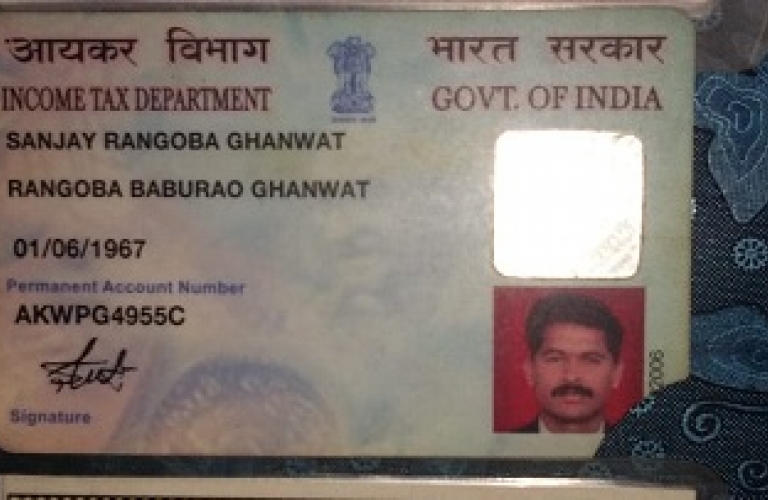 आयकर विभाग भारत सरकार
INCOME TAX DEPARTMENT GOVT. OF INDIA
SANJAY RANGOBA GHANWAT
RANGOBA BABURAO GHANWAT
01/06/1967
Permanent Account Number
AKWPG4955C
Signature
2006